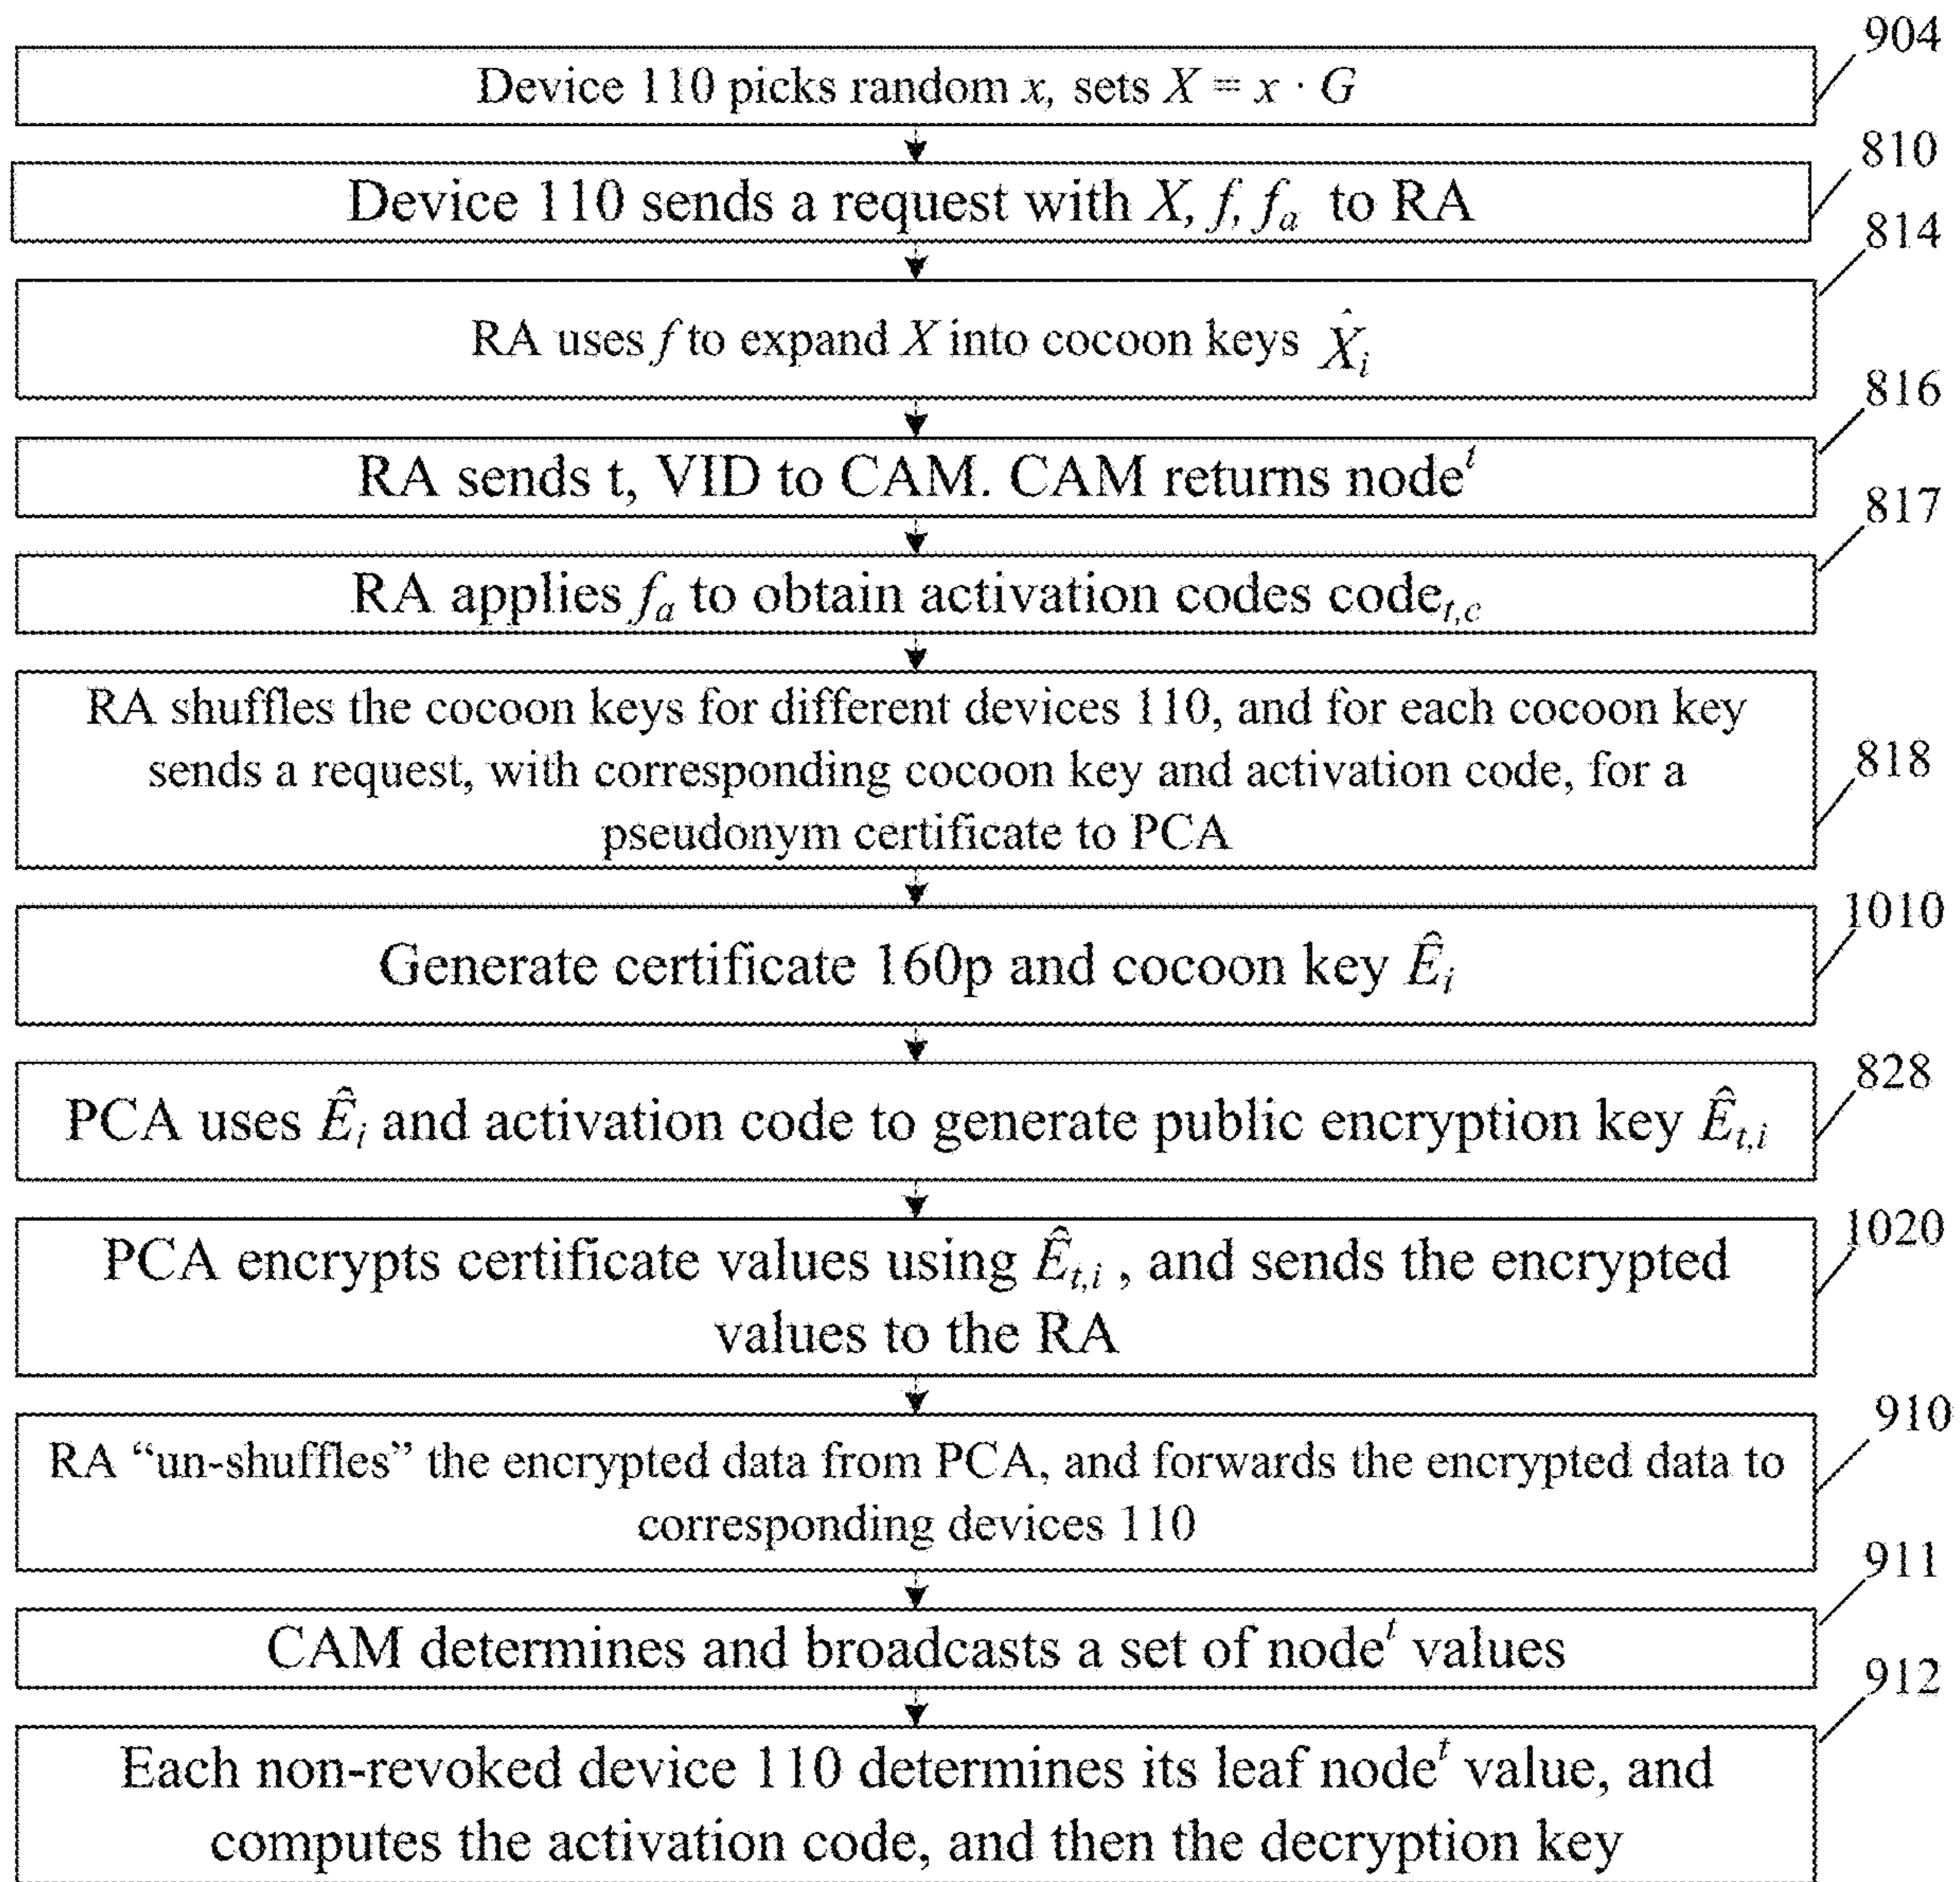 904
Device 110 picks random x, sets X = x · G
810
Device 110 sends a request with X, f, fₐ to RA
814
RA uses f to expand X into cocoon keys X̂ᵢ
816
RA sends t, VID to CAM. CAM returns nodeᵗ
817
RA applies fₐ to obtain activation codes code_{t,c}
RA shuffles the cocoon keys for different devices 110, and for each cocoon key
sends a request, with corresponding cocoon key and activation code, for a
pseudonym certificate to PCA
818
1010
Generate certificate 160p and cocoon key Êᵢ
828
PCA uses Êᵢ and activation code to generate public encryption key Ê_{t,i}
1020
PCA encrypts certificate values using Ê_{t,i} , and sends the encrypted
values to the RA
910
RA “un-shuffles” the encrypted data from PCA, and forwards the encrypted data to
corresponding devices 110
911
CAM determines and broadcasts a set of nodeᵗ values
912
Each non-revoked device 110 determines its leaf nodeᵗ value, and
computes the activation code, and then the decryption key